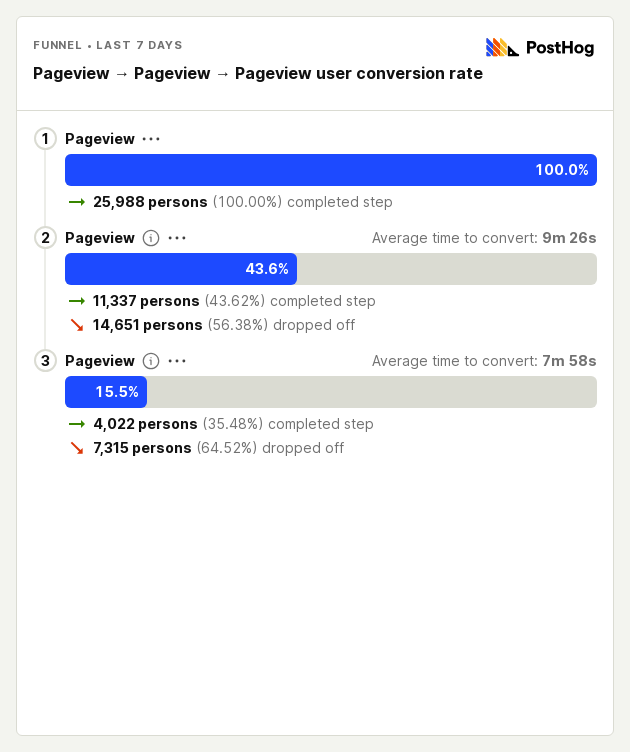 FUNNEL • LAST 7 DAYS
PostHog
Pageview → Pageview → Pageview user conversion rate
1 Pageview
100.0%
→ 25,988 persons (100.00%) completed step
2 Pageview Average time to convert: 9m 26s
43.6%
→ 11,337 persons (43.62%) completed step
↘ 14,651 persons (56.38%) dropped off
3 Pageview Average time to convert: 7m 58s
15.5%
→ 4,022 persons (35.48%) completed step
↘ 7,315 persons (64.52%) dropped off